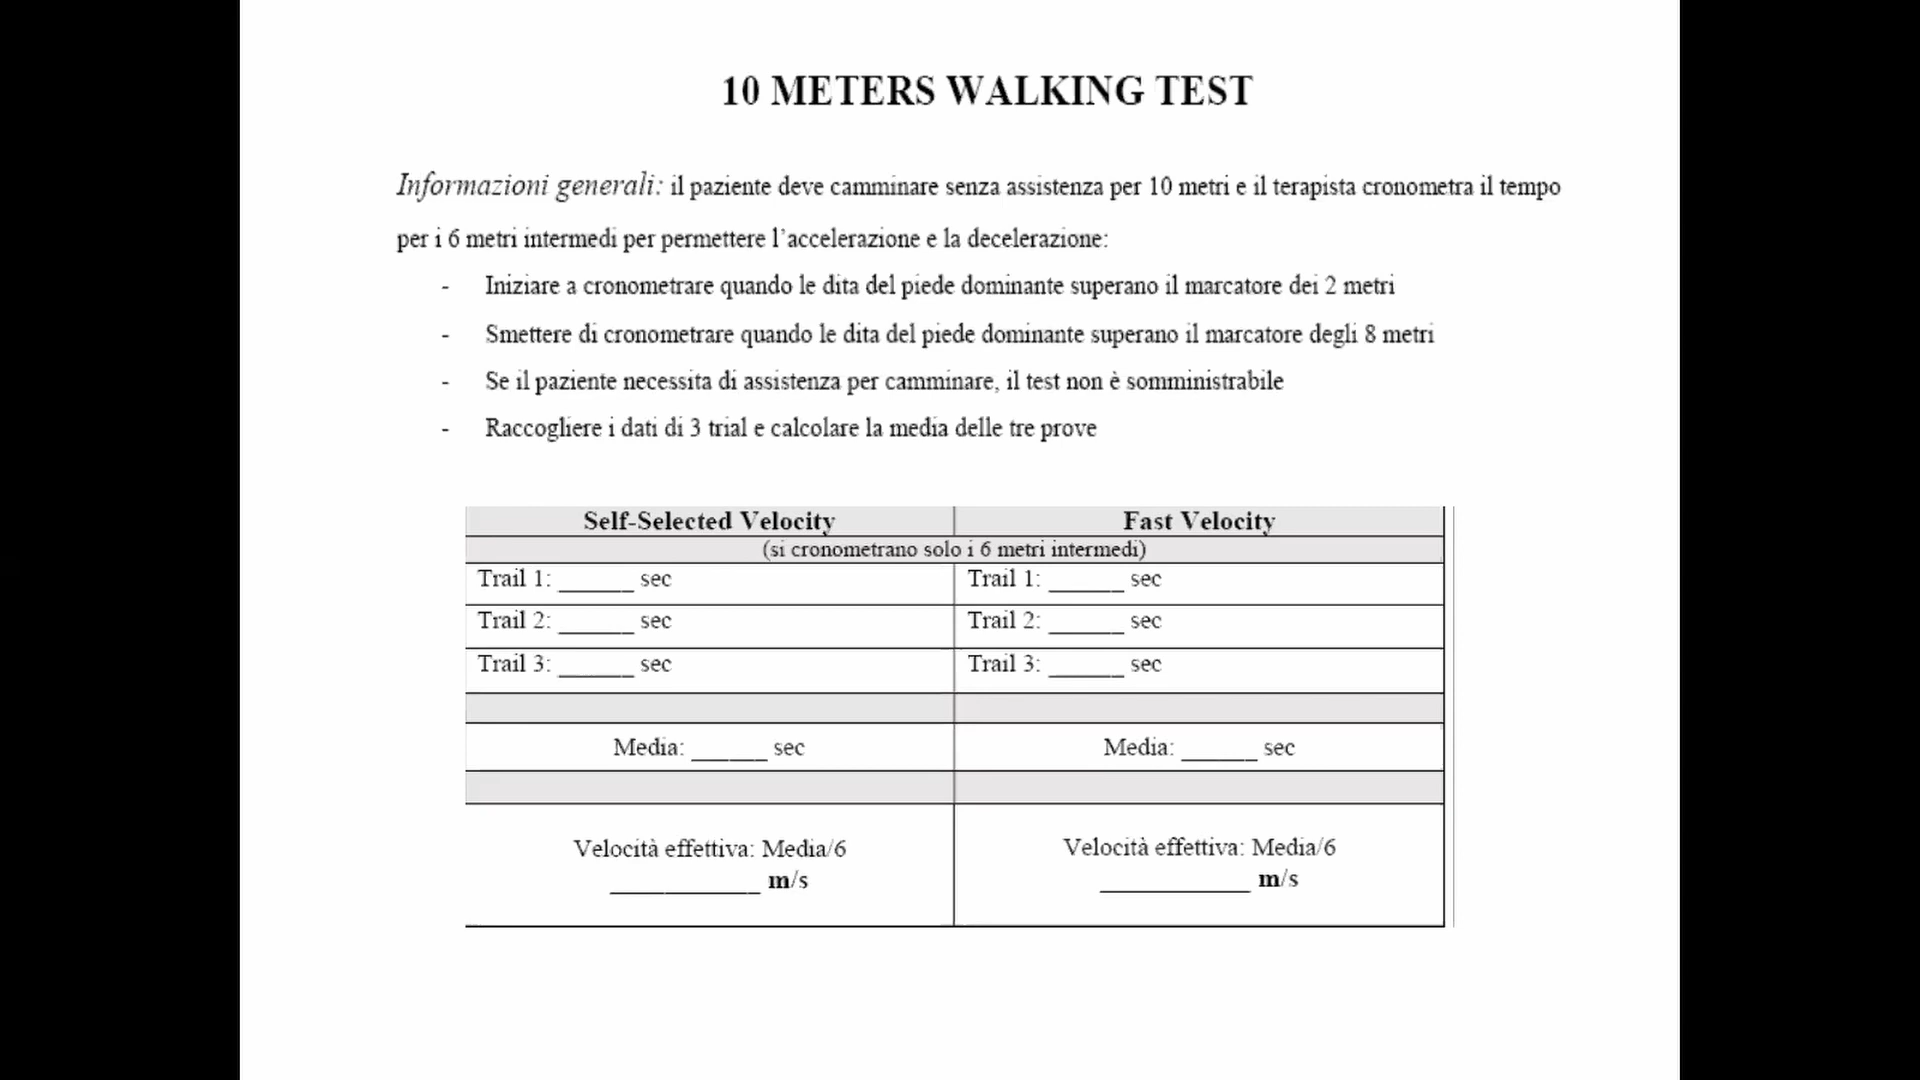 10 METERS WALKING TEST
Informazioni generali: il paziente deve camminare senza assistenza per 10 metri e il terapista cronometra il tempo
per i 6 metri intermedi per permettere l’accelerazione e la decelerazione:
- Iniziare a cronometrare quando le dita del piede dominante superano il marcatore dei 2 metri
- Smettere di cronometrare quando le dita del piede dominante superano il marcatore degli 8 metri
- Se il paziente necessita di assistenza per camminare, il test non è somministrabile
- Raccogliere i dati di 3 trial e calcolare la media delle tre prove
Self-Selected Velocity Fast Velocity
(si cronometrano solo i 6 metri intermedi)
Trail 1: ______ sec Trail 1: ______ sec
Trail 2: ______ sec Trail 2: ______ sec
Trail 3: ______ sec Trail 3: ______ sec
Media: ______ sec Media: ______ sec
Velocità effettiva: Media/6 Velocità effettiva: Media/6
____________ m/s ____________ m/s